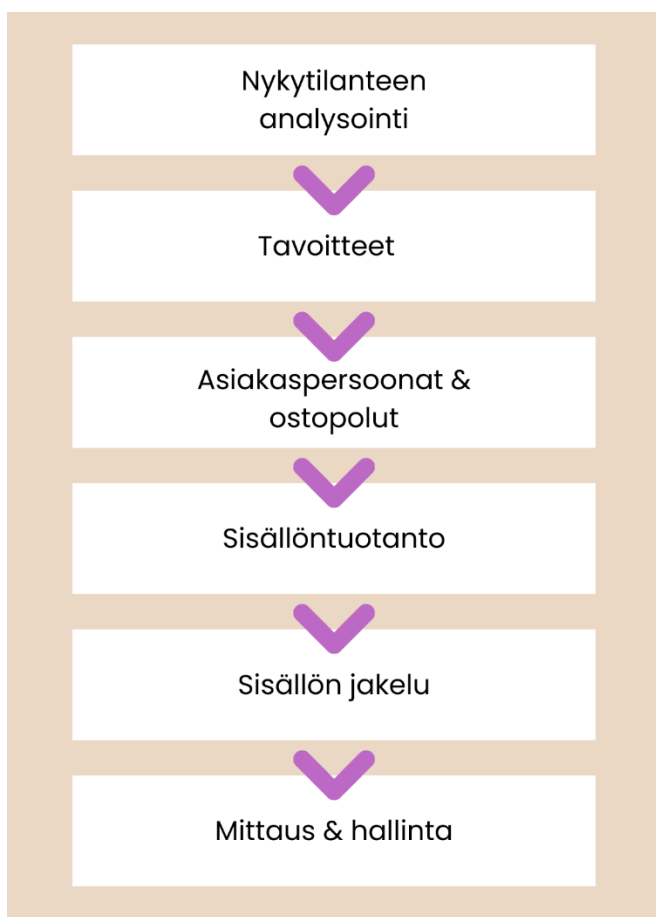 Nykytilanteen
analysointi
Tavoitteet
Asiakaspersoonat &
ostopolut
Sisällöntuotanto
Sisällön jakelu
Mittaus & hallinta